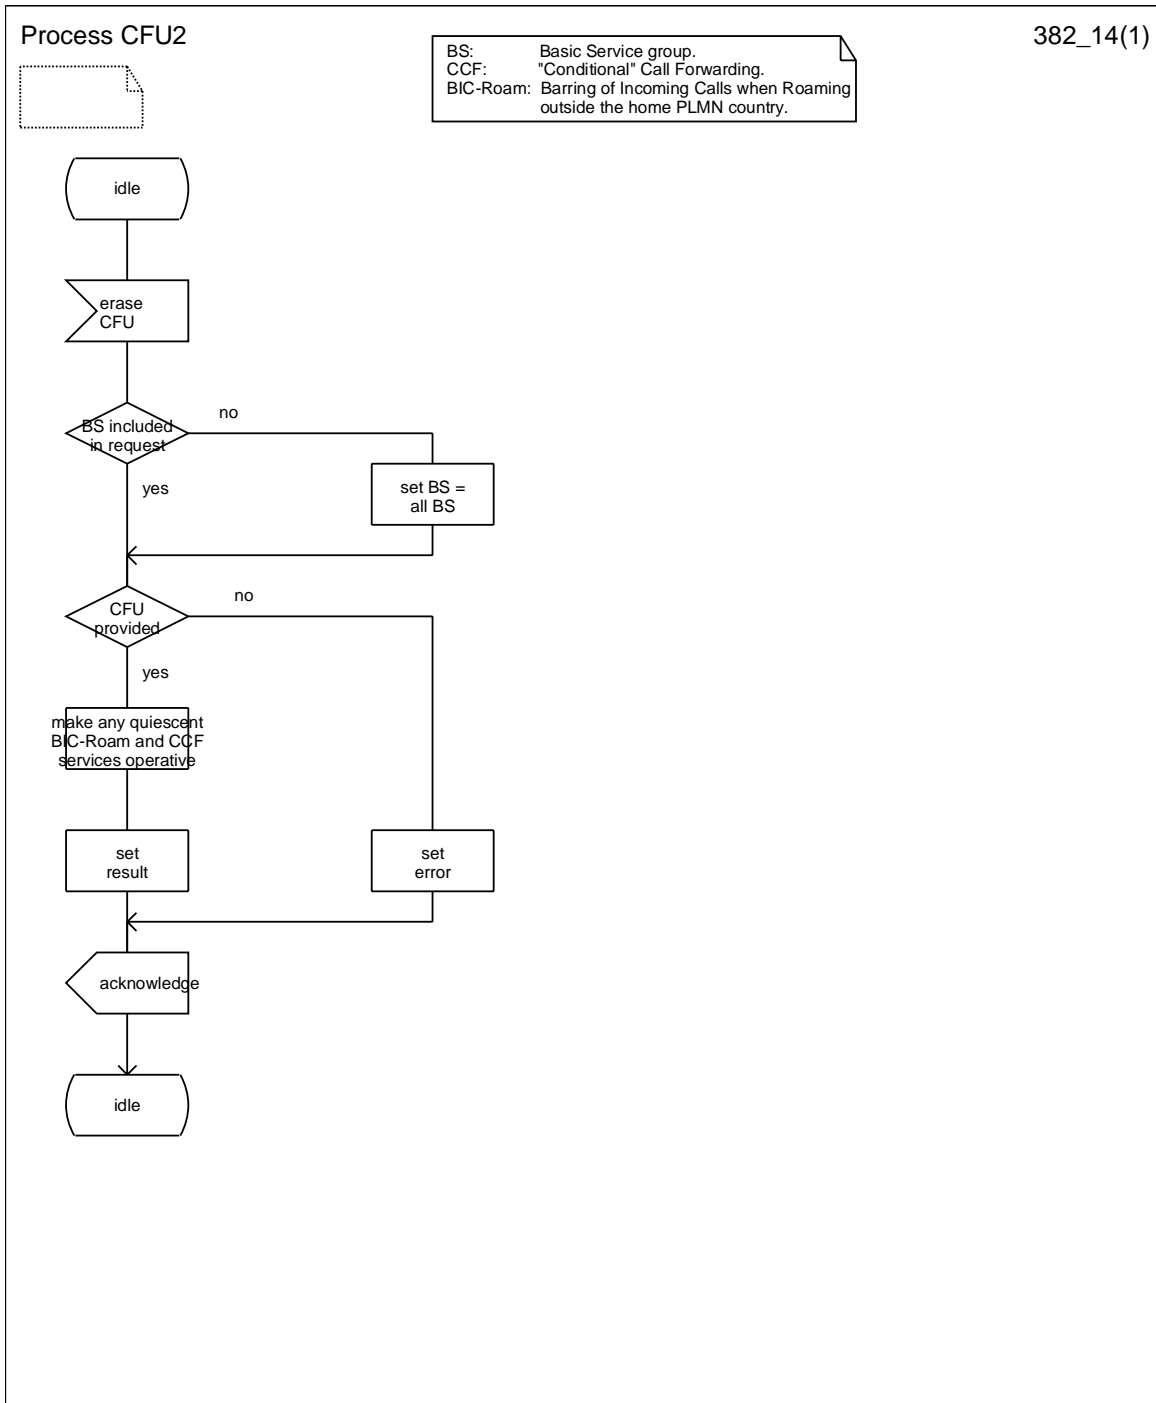 Process CFU2
382_14(1)
BS: Basic Service group.
CCF: "Conditional" Call Forwarding.
BIC-Roam: Barring of Incoming Calls when Roaming
outside the home PLMN country.
idle
erase
CFU
BS included
in request
no
yes
set BS =
all BS
CFU
provided
no
yes
make any quiescent
BIC-Roam and CCF
services operative
set
result
set
error
acknowledge
idle